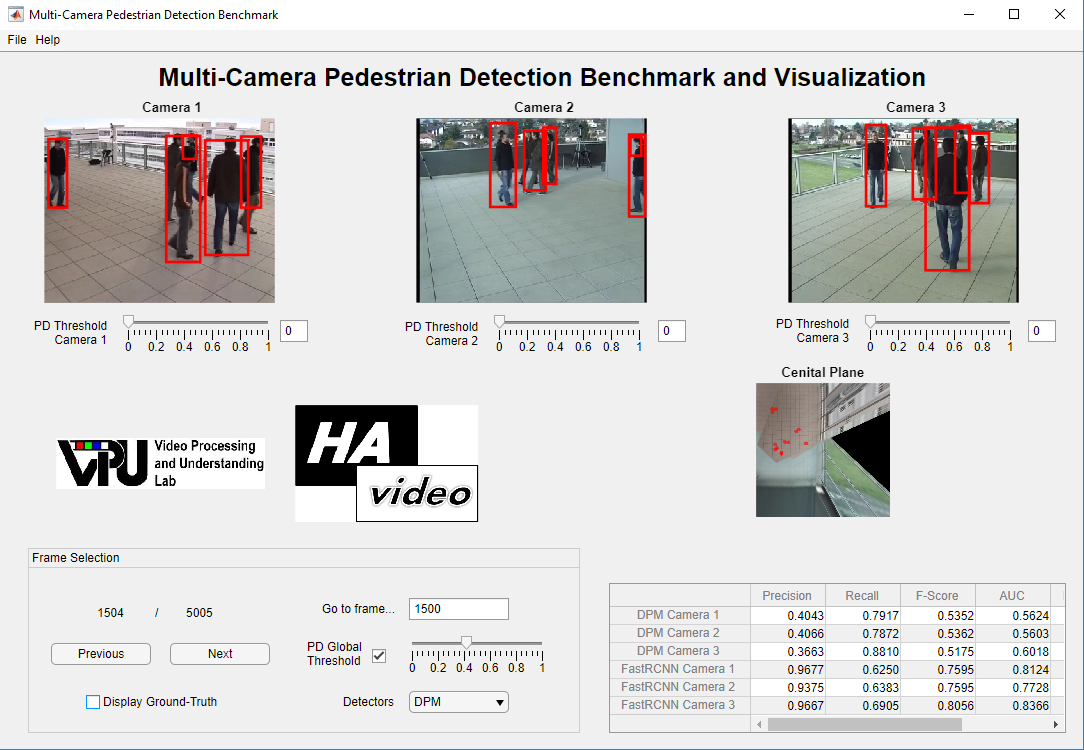 Multi-Camera Pedestrian Detection Benchmark
File Help
Multi-Camera Pedestrian Detection Benchmark and Visualization
Camera 1
Camera 2
Camera 3
PD Threshold
Camera 1
0 0.2 0.4 0.6 0.8 1
0
PD Threshold
Camera 2
0 0.2 0.4 0.6 0.8 1
0
PD Threshold
Camera 3
0 0.2 0.4 0.6 0.8 1
0
Cenital Plane
VPU
Video Processing
and Understanding
Lab
HA
video
Frame Selection
1504 / 5005
Go to frame... 1500
Previous Next
PD Global
Threshold
0 0.2 0.4 0.6 0.8 1
Display Ground-Truth
Detectors DPM
Precision Recall F-Score AUC
DPM Camera 1 0.4043 0.7917 0.5352 0.5624
DPM Camera 2 0.4066 0.7872 0.5362 0.5603
DPM Camera 3 0.3663 0.8810 0.5175 0.6018
FastRCNN Camera 1 0.9677 0.6250 0.7595 0.8124
FastRCNN Camera 2 0.9375 0.6383 0.7595 0.7728
FastRCNN Camera 3 0.9667 0.6905 0.8056 0.8366